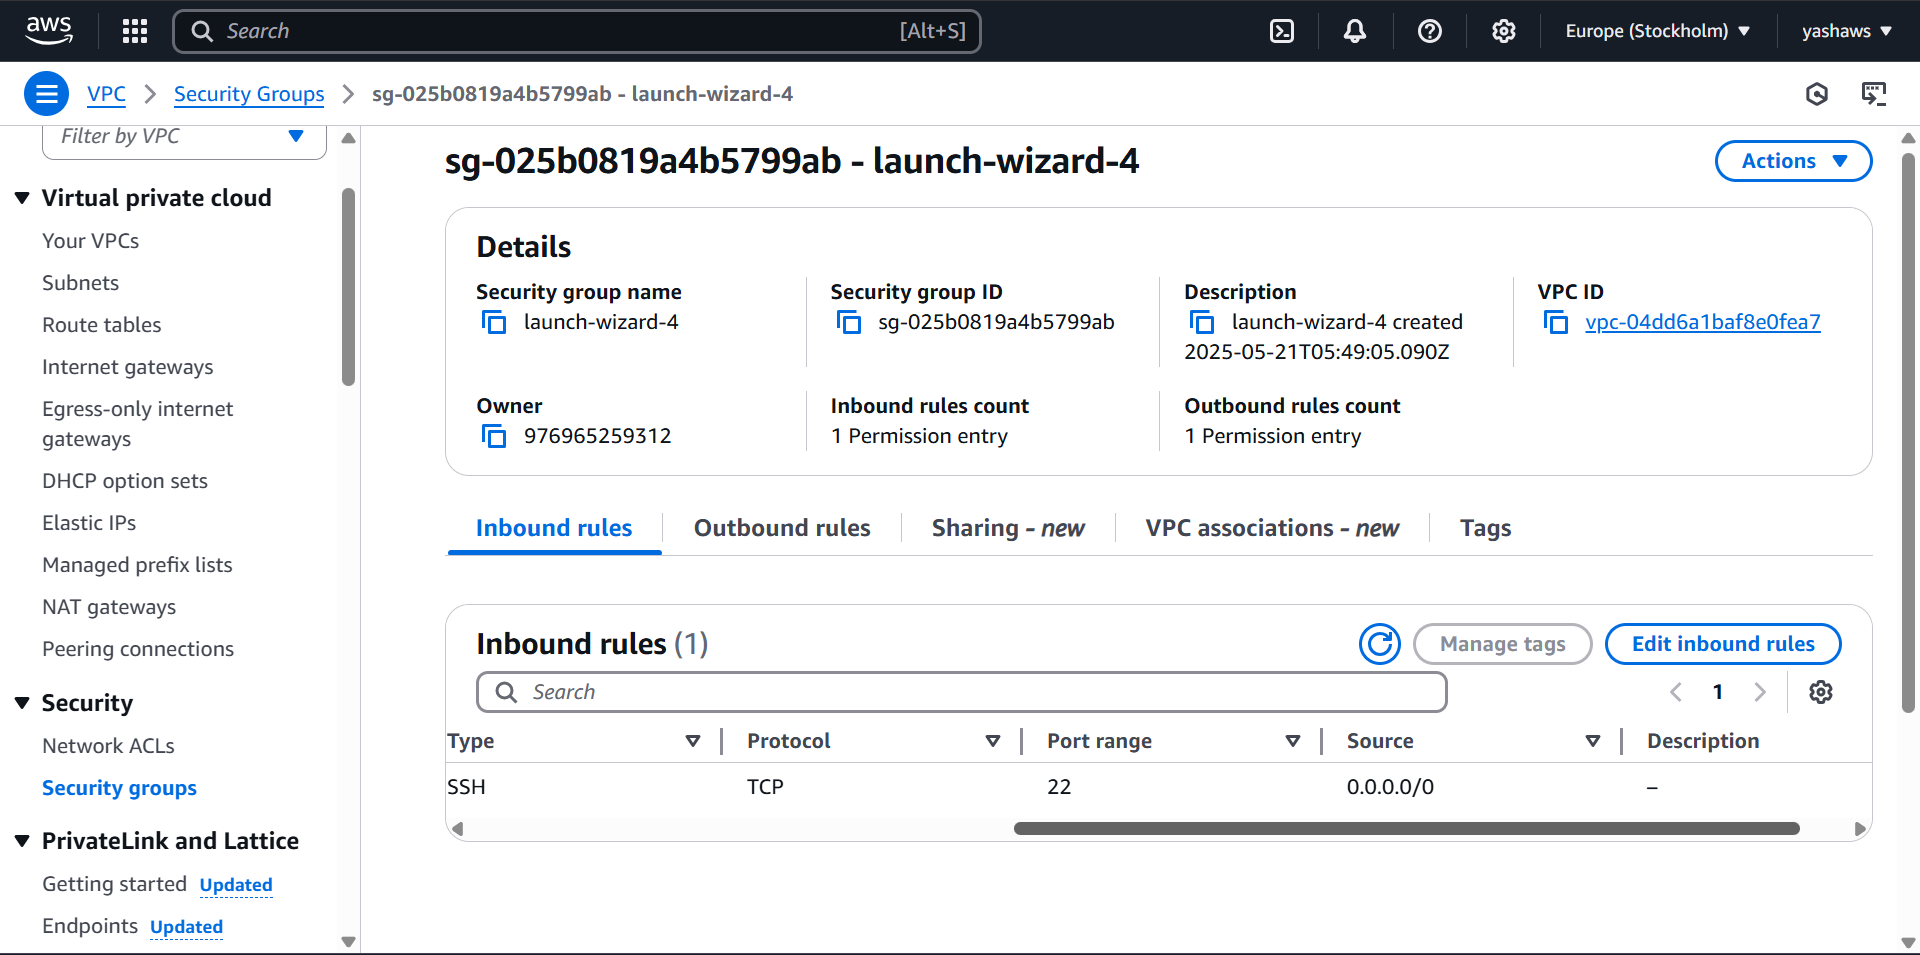 aws
Search [Alt+S]
Europe (Stockholm)
yashaws
VPC
Security Groups
sg-025b0819a4b5799ab - launch-wizard-4
Filter by VPC
Virtual private cloud
Your VPCs
Subnets
Route tables
Internet gateways
Egress-only internet
gateways
DHCP option sets
Elastic IPs
Managed prefix lists
NAT gateways
Peering connections
Security
Network ACLs
Security groups
PrivateLink and Lattice
Getting started Updated
Endpoints Updated
sg-025b0819a4b5799ab - launch-wizard-4
Actions
Details
Security group name
launch-wizard-4
Security group ID
sg-025b0819a4b5799ab
Description
launch-wizard-4 created
2025-05-21T05:49:05.090Z
VPC ID
vpc-04dd6a1baf8e0fea7
Owner
976965259312
Inbound rules count
1 Permission entry
Outbound rules count
1 Permission entry
Inbound rules
Outbound rules
Sharing - new
VPC associations - new
Tags
Inbound rules (1)
Manage tags
Edit inbound rules
Search
1
Type Protocol Port range Source Description
SSH TCP 22 0.0.0.0/0 –